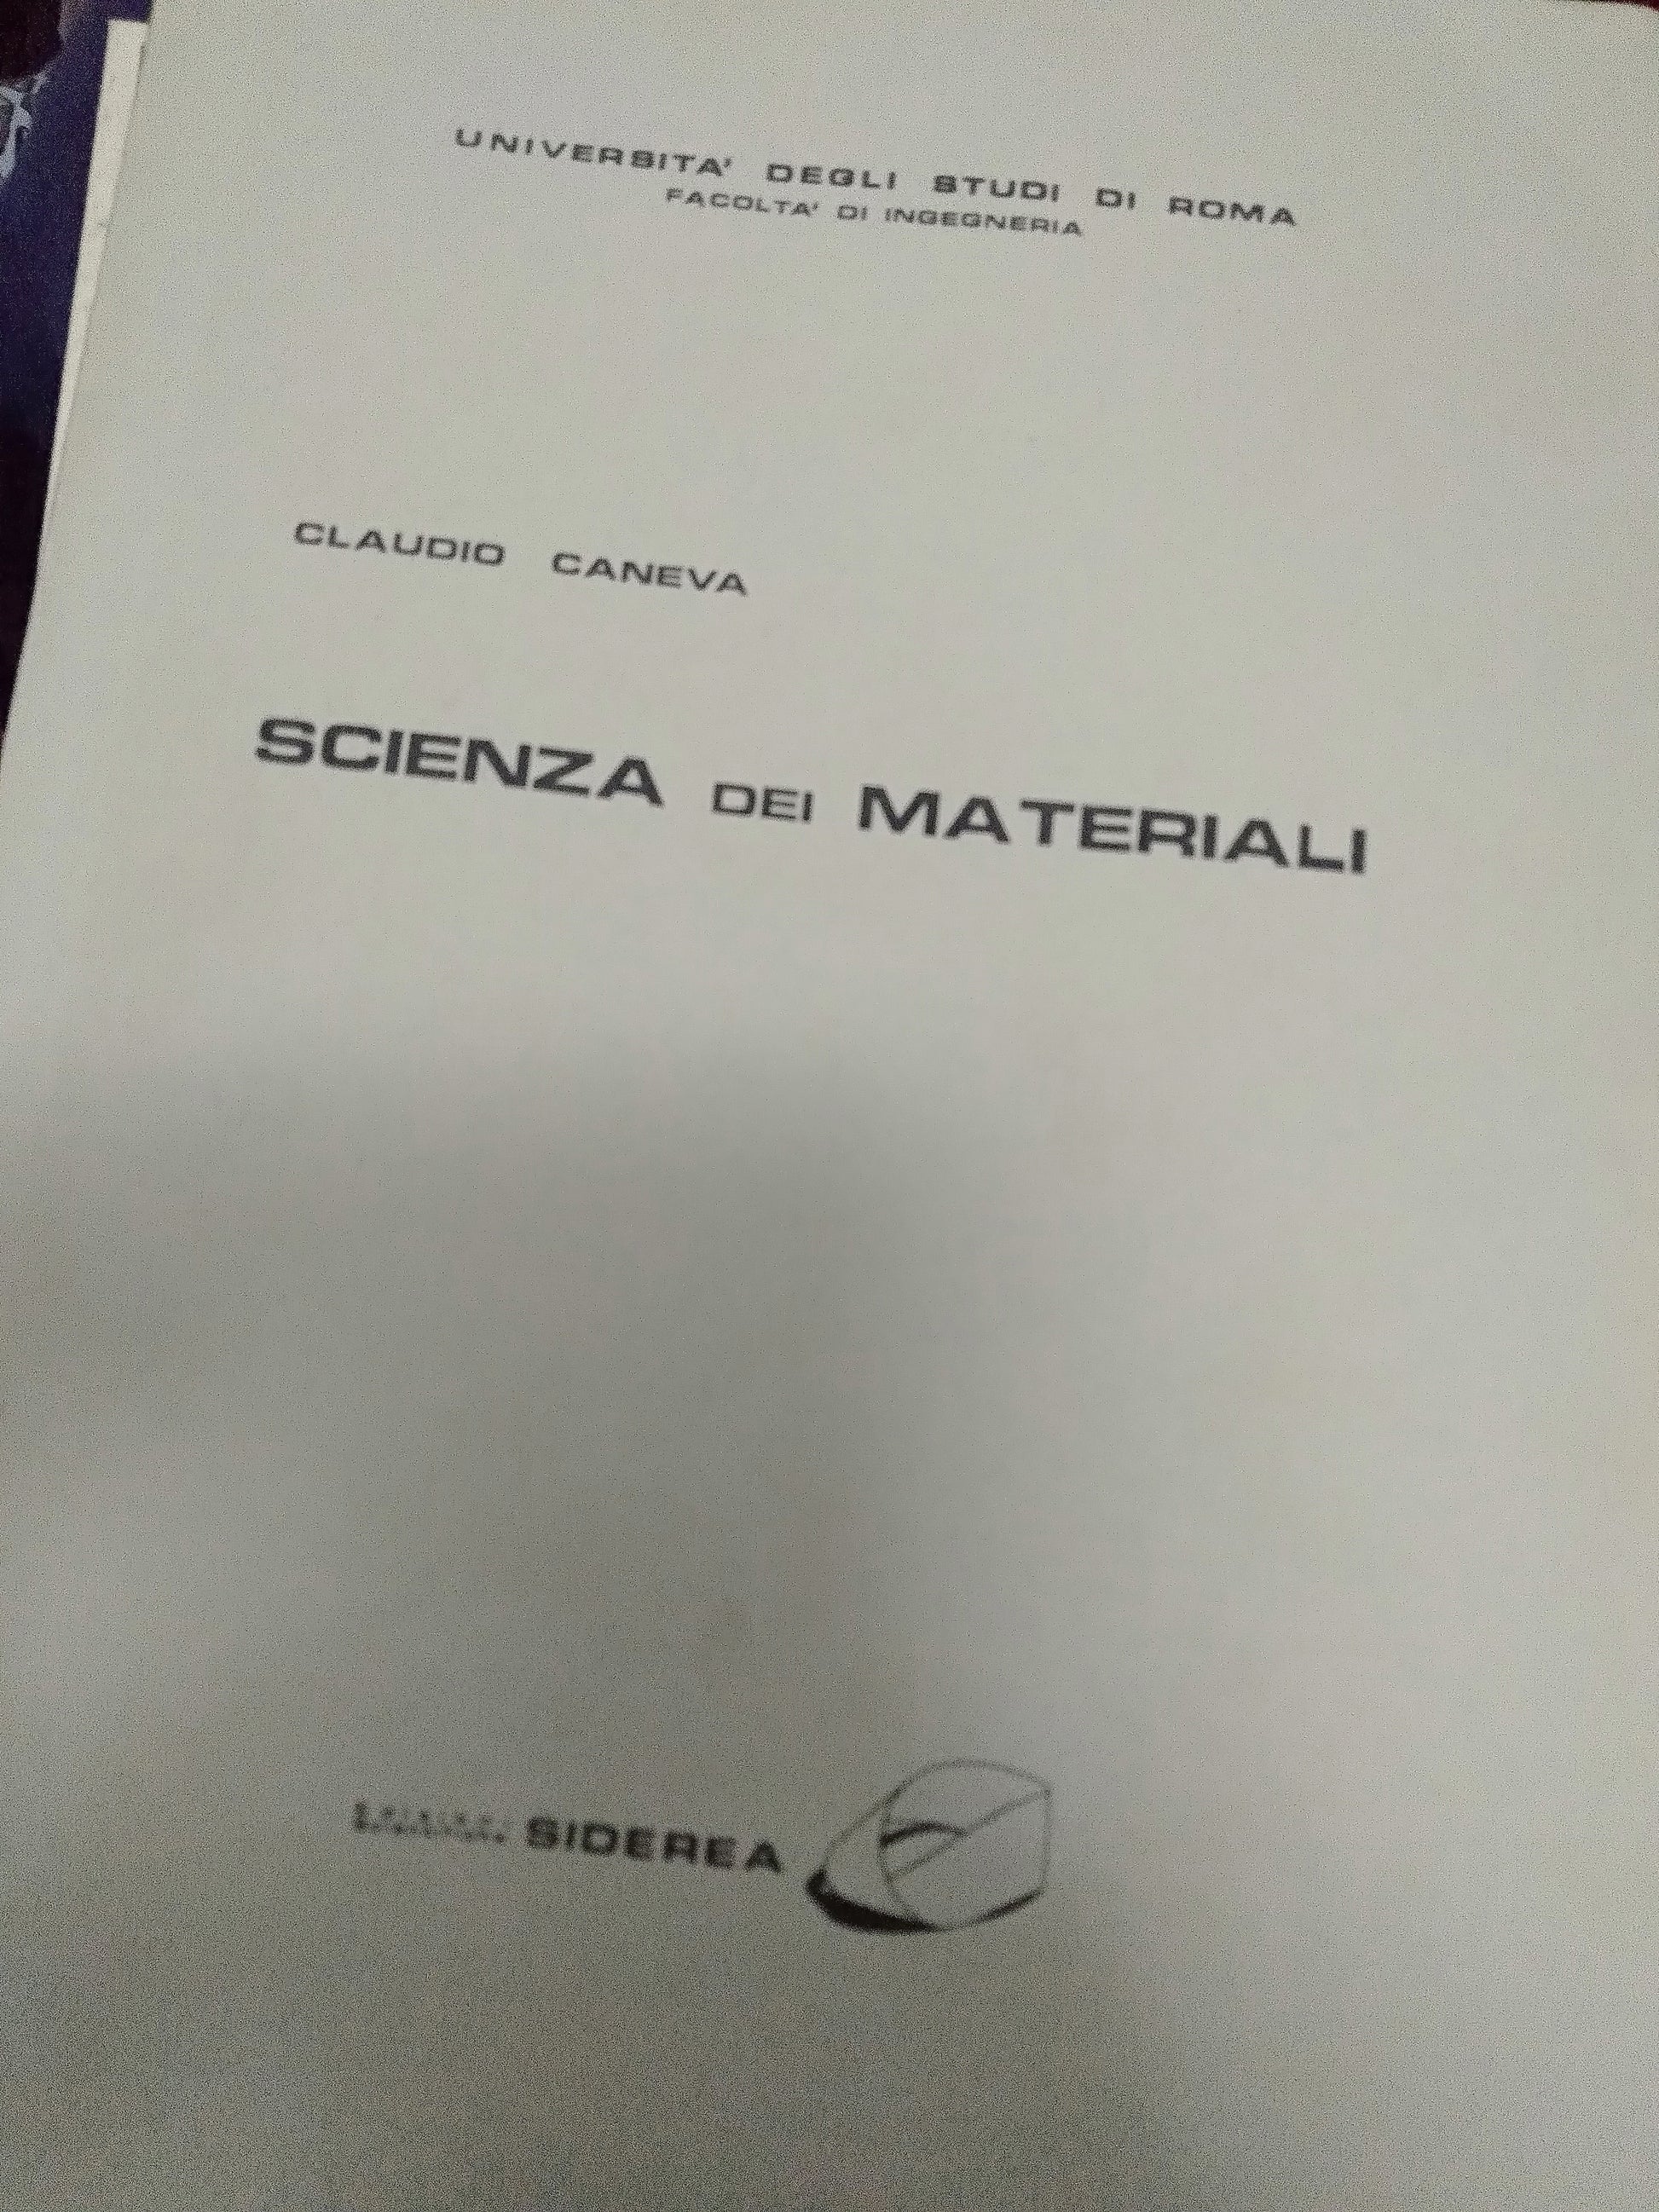 UNIVERSITA' DEGLI STUDI DI ROMA
FACOLTA' DI INGEGNERIA
CLAUDIO CANEVA
SCIENZA DEI MATERIALI
SIDEREA